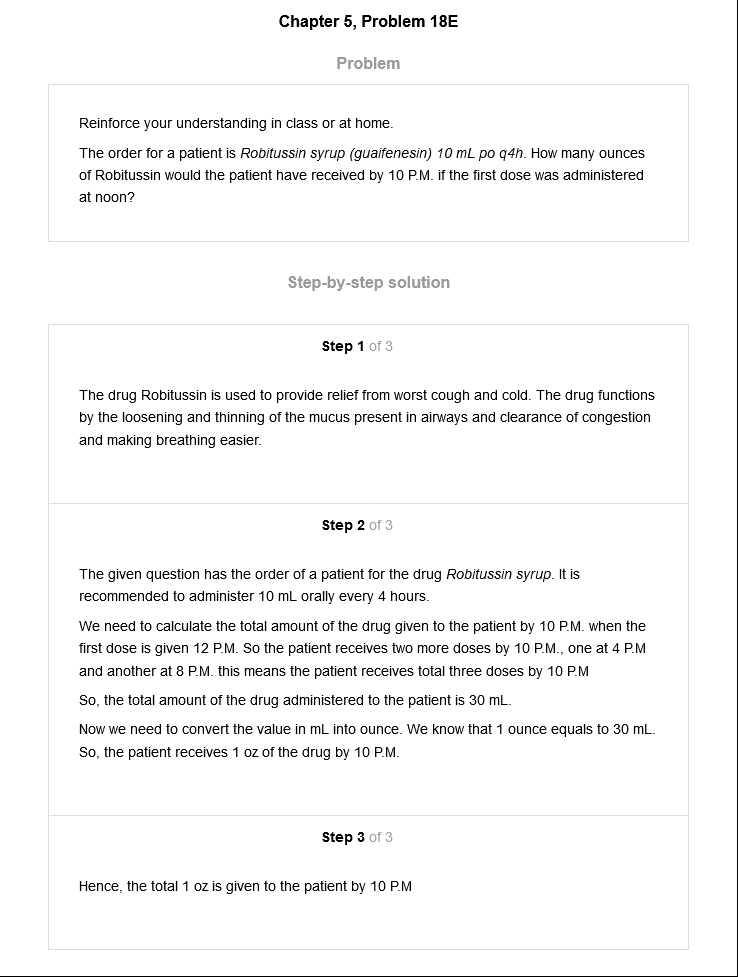 Chapter 5, Problem 18E
Problem
Reinforce your understanding in class or at home.
The order for a patient is Robitussin syrup (guaifenesin) 10 mL po q4h. How many ounces
of Robitussin would the patient have received by 10 P.M. if the first dose was administered
at noon?
Step-by-step solution
Step 1 of 3
The drug Robitussin is used to provide relief from worst cough and cold. The drug functions
by the loosening and thinning of the mucus present in airways and clearance of congestion
and making breathing easier.
Step 2 of 3
The given question has the order of a patient for the drug Robitussin syrup. It is
recommended to administer 10 mL orally every 4 hours.
We need to calculate the total amount of the drug given to the patient by 10 P.M. when the
first dose is given 12 P.M. So the patient receives two more doses by 10 P.M., one at 4 P.M
and another at 8 P.M. this means the patient receives total three doses by 10 P.M
So, the total amount of the drug administered to the patient is 30 mL.
Now we need to convert the value in mL into ounce. We know that 1 ounce equals to 30 mL.
So, the patient receives 1 oz of the drug by 10 P.M.
Step 3 of 3
Hence, the total 1 oz is given to the patient by 10 P.M